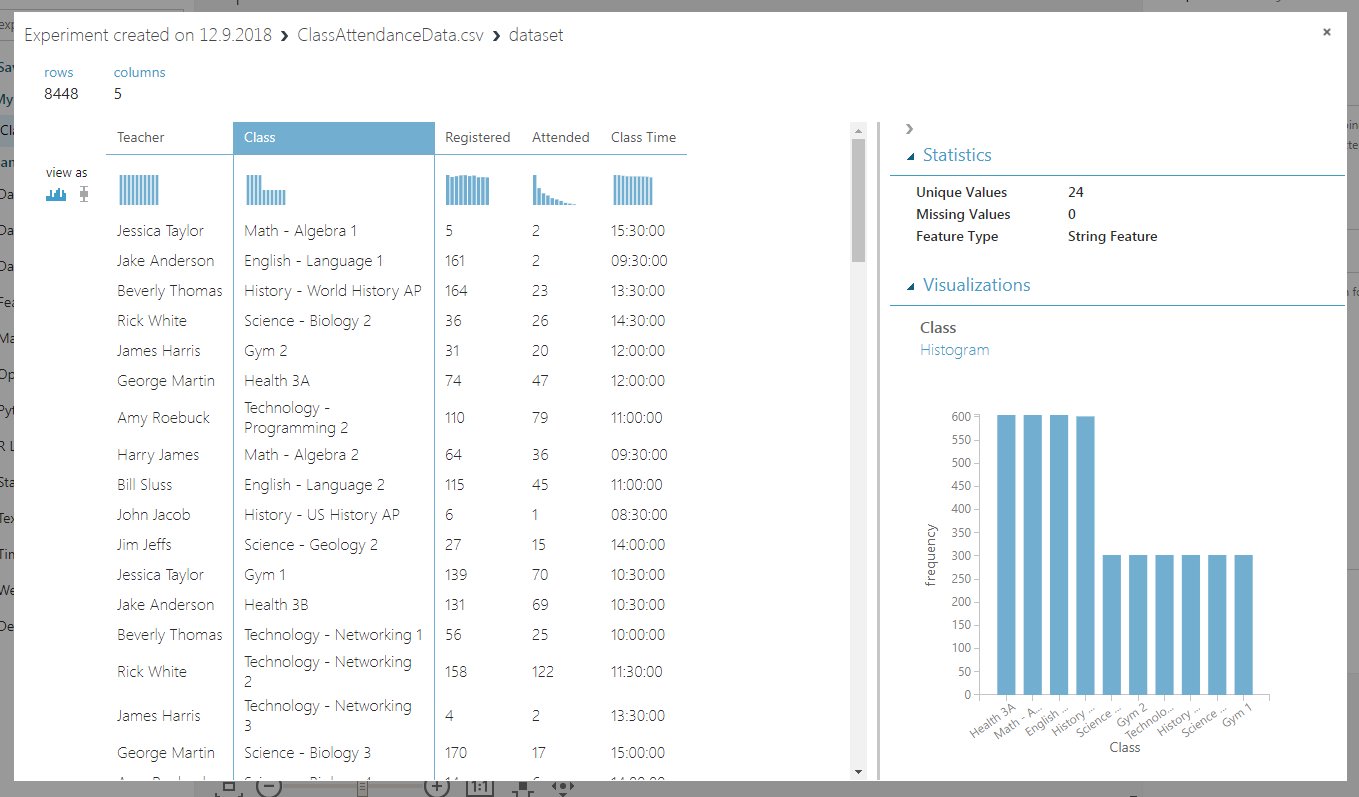 Experiment created on 12.9.2018 › ClassAttendanceData.csv › dataset
rows columns
8448 5
Teacher Class Registered Attended Class Time
view as
Jessica Taylor Math - Algebra 1 5 2 15:30:00
Jake Anderson English - Language 1 161 2 09:30:00
Beverly Thomas History - World History AP 164 23 13:30:00
Rick White Science - Biology 2 36 26 14:30:00
James Harris Gym 2 31 20 12:00:00
George Martin Health 3A 74 47 12:00:00
Amy Roebuck Technology - Programming 2 110 79 11:00:00
Harry James Math - Algebra 2 64 36 09:30:00
Bill Sluss English - Language 2 115 45 11:00:00
John Jacob History - US History AP 6 1 08:30:00
Jim Jeffs Science - Geology 2 27 15 14:00:00
Jessica Taylor Gym 1 139 70 10:30:00
Jake Anderson Health 3B 131 69 10:30:00
Beverly Thomas Technology - Networking 1 56 25 10:00:00
Rick White Technology - Networking 2 158 122 11:30:00
James Harris Technology - Networking 3 4 2 13:30:00
George Martin Science - Biology 3 170 17 15:00:00
Statistics
Unique Values 24
Missing Values 0
Feature Type String Feature
Visualizations
Class
Histogram
600
550
500
450
400
350
300
250
200
150
100
50
0
frequency
Health 3A
Math - A...
English ...
History ...
Science ...
Gym 2
Technolo...
History ...
Science ...
Gym 1
Class
1:1